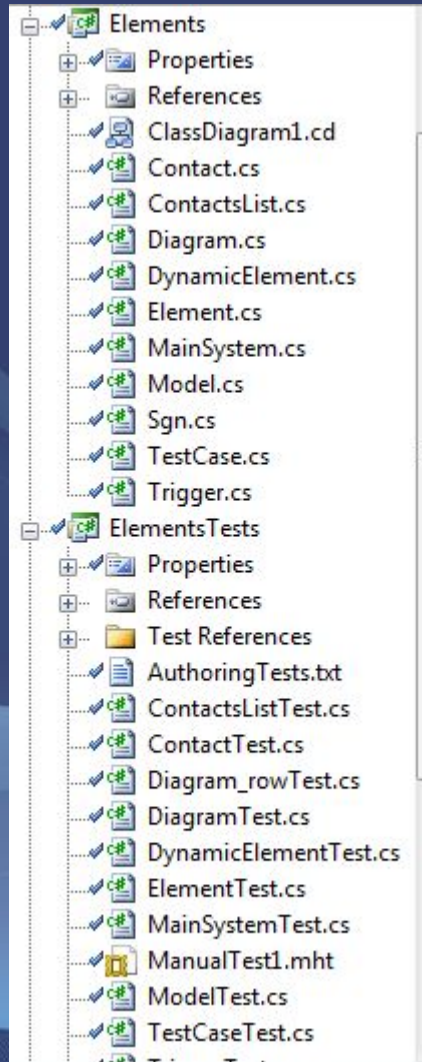 Elements
Properties
References
ClassDiagram1.cd
Contact.cs
ContactsList.cs
Diagram.cs
DynamicElement.cs
Element.cs
MainSystem.cs
Model.cs
Sgn.cs
TestCase.cs
Trigger.cs
ElementsTests
Properties
References
Test References
AuthoringTests.txt
ContactsListTest.cs
ContactTest.cs
Diagram_rowTest.cs
DiagramTest.cs
DynamicElementTest.cs
ElementTest.cs
MainSystemTest.cs
ManualTest1.mht
ModelTest.cs
TestCaseTest.cs